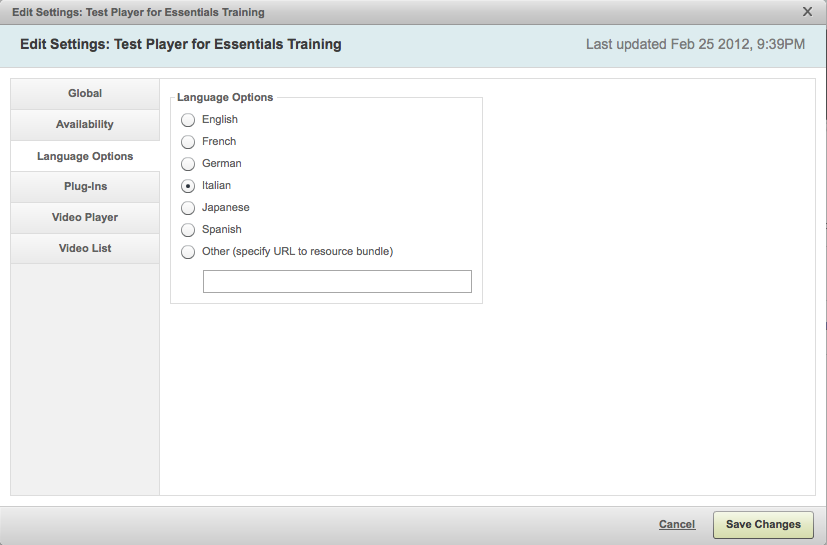 Edit Settings: Test Player for Essentials Training
Edit Settings: Test Player for Essentials Training
Last updated Feb 25 2012, 9:39PM
Global
Availability
Language Options
Plug-Ins
Video Player
Video List
Language Options
English
French
German
Italian
Japanese
Spanish
Other (specify URL to resource bundle)
Cancel
Save Changes